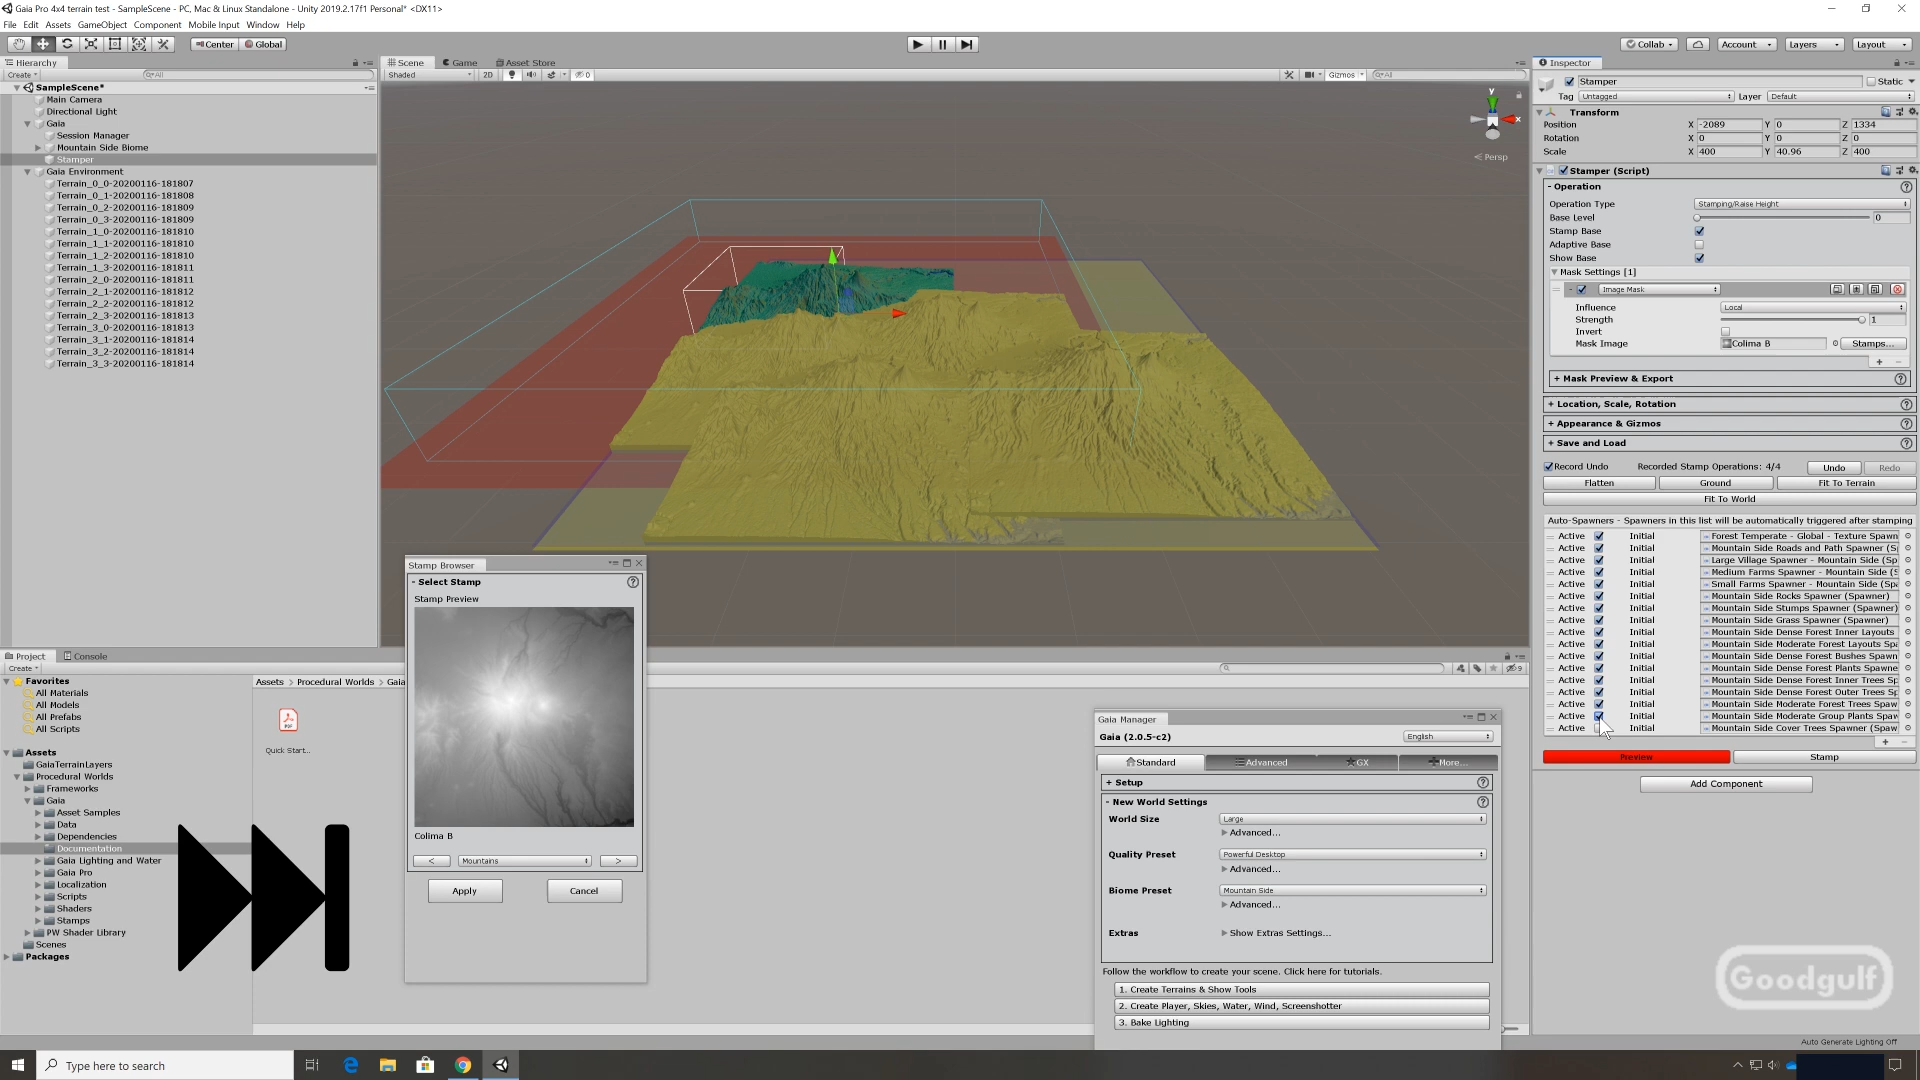 Gaia Pro 4x4 terrain test - SampleScene - PC, Mac & Linux Standalone - Unity 2019.2.17f1 Personal* <DX11>
File Edit Assets GameObject Component Mobile Input Window Help
Center Global Collab Account Layers Layout
Hierarchy
Create All
SampleScene*
Main Camera
Directional Light
Gaia
Session Manager
Mountain Side Biome
Stamper
Gaia Environment
Terrain_0_0-20200116-181807
Terrain_0_1-20200116-181808
Terrain_0_2-20200116-181809
Terrain_0_3-20200116-181809
Terrain_1_0-20200116-181810
Terrain_1_1-20200116-181810
Terrain_1_2-20200116-181810
Terrain_1_3-20200116-181811
Terrain_2_0-20200116-181811
Terrain_2_1-20200116-181812
Terrain_2_2-20200116-181812
Terrain_2_3-20200116-181813
Terrain_3_0-20200116-181813
Terrain_3_1-20200116-181814
Terrain_3_2-20200116-181814
Terrain_3_3-20200116-181814
Scene Game Asset Store
Shaded 2D 0 Gizmos All
y
x
Persp
Inspector
Stamper Static
Tag Untagged Layer Default
Transform
Position X -2089 Y 0 Z 1334
Rotation X 0 Y 0 Z 0
Scale X 400 Y 40.96 Z 400
Stamper (Script)
- Operation
Operation Type Stamping/Raise Height
Base Level 0
Stamp Base
Adaptive Base
Show Base
Mask Settings [1]
Image Mask
Influence Local
Strength 1
Invert
Mask Image Colima B Stamps...
+ Mask Preview & Export
+ Location, Scale, Rotation
+ Appearance & Gizmos
+ Save and Load
Record Undo Recorded Stamp Operations: 4/4 Undo Redo
Flatten Ground Fit To Terrain
Fit To World
Auto-Spawners - Spawners in this list will be automatically triggered after stamping
Active Initial Forest Temperate - Global - Texture Spawn
Active Initial Mountain Side Roads and Path Spawner (S
Active Initial Large Village Spawner - Mountain Side (Sp
Active Initial Medium Farms Spawner - Mountain Side (S
Active Initial Small Farms Spawner - Mountain Side (Spa
Active Initial Mountain Side Rocks Spawner (Spawner)
Active Initial Mountain Side Stumps Spawner (Spawner)
Active Initial Mountain Side Grass Spawner (Spawner)
Active Initial Mountain Side Dense Forest Inner Layouts
Active Initial Mountain Side Moderate Forest Layouts Spa
Active Initial Mountain Side Dense Forest Bushes Spawn
Active Initial Mountain Side Dense Forest Plants Spawne
Active Initial Mountain Side Dense Forest Inner Trees Sp
Active Initial Mountain Side Dense Forest Outer Trees Sp
Active Initial Mountain Side Moderate Forest Trees Spaw
Active Initial Mountain Side Moderate Group Plants Spaw
Active Initial Mountain Side Cover Trees Spawner (Spaw
Preview Stamp
Add Component
Project Console
Create 9
Favorites
All Materials
All Models
All Prefabs
All Scripts
Assets
GaiaTerrainLayers
Procedural Worlds
Frameworks
Gaia
Asset Samples
Data
Dependencies
Documentation
Gaia Lighting and Water
Gaia Pro
Localization
Scripts
Shaders
Stamps
PW Shader Library
Scenes
Packages
Assets > Procedural Worlds > Gaia
PDF
Quick Start...
Stamp Browser
- Select Stamp
Stamp Preview
Colima B
< Mountains >
Apply Cancel
Gaia Manager
Gaia (2.0.5-c2) English
Standard Advanced GX More...
+ Setup
- New World Settings
World Size Large
Advanced...
Quality Preset Powerful Desktop
Advanced...
Biome Preset Mountain Side
Advanced...
Extras Show Extras Settings...
Follow the workflow to create your scene. Click here for tutorials.
1. Create Terrains & Show Tools
2. Create Player, Skies, Water, Wind, Screenshotter
3. Bake Lighting
Goodgulf
Auto Generate Lighting Off
Type here to search